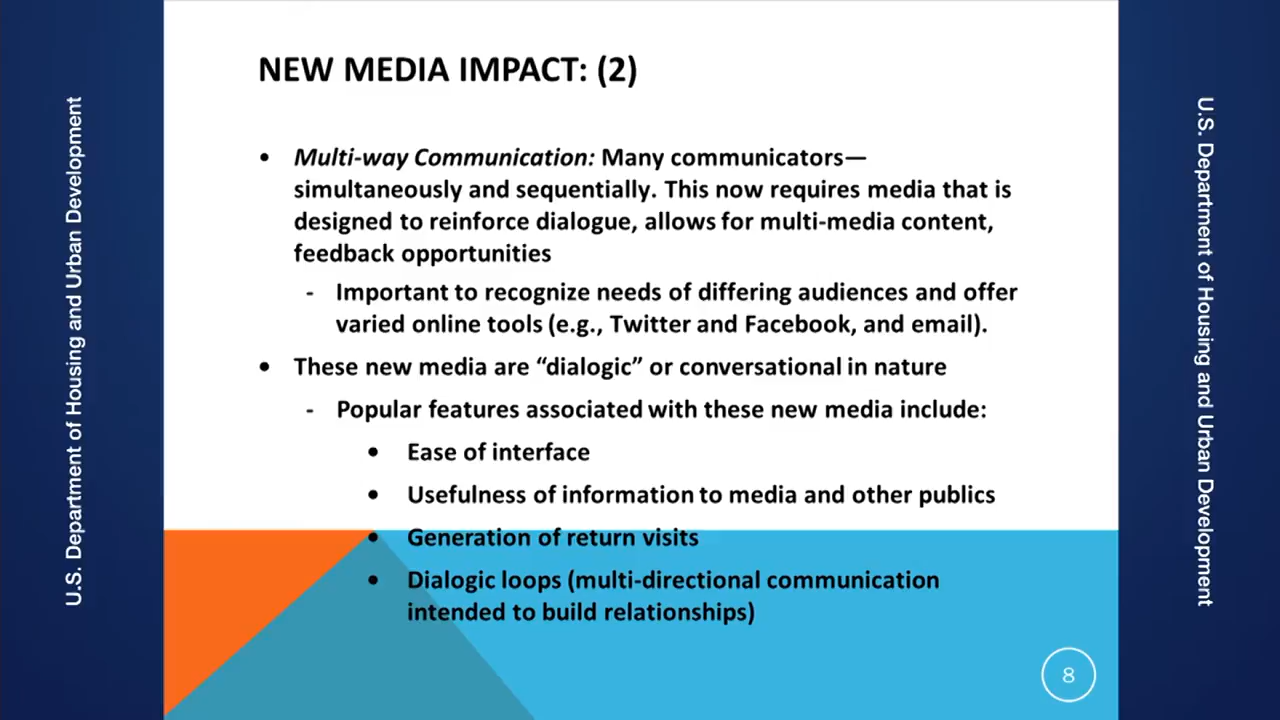 NEW MEDIA IMPACT: (2)
• Multi-way Communication: Many communicators—
simultaneously and sequentially. This now requires media that is
designed to reinforce dialogue, allows for multi-media content,
feedback opportunities
- Important to recognize needs of differing audiences and offer
varied online tools (e.g., Twitter and Facebook, and email).
• These new media are “dialogic” or conversational in nature
- Popular features associated with these new media include:
• Ease of interface
• Usefulness of information to media and other publics
• Generation of return visits
• Dialogic loops (multi-directional communication
intended to build relationships)
8
U.S. Department of Housing and Urban Development
U.S. Department of Housing and Urban Development